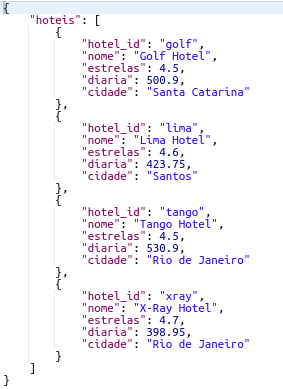 {
    "hoteis": [
        {
            "hotel_id": "golf",
            "nome": "Golf Hotel",
            "estrelas": 4.5,
            "diaria": 500.9,
            "cidade": "Santa Catarina"
        },
        {
            "hotel_id": "lima",
            "nome": "Lima Hotel",
            "estrelas": 4.6,
            "diaria": 423.75,
            "cidade": "Santos"
        },
        {
            "hotel_id": "tango",
            "nome": "Tango Hotel",
            "estrelas": 4.5,
            "diaria": 530.9,
            "cidade": "Rio de Janeiro"
        },
        {
            "hotel_id": "xray",
            "nome": "X-Ray Hotel",
            "estrelas": 4.7,
            "diaria": 398.95,
            "cidade": "Rio de Janeiro"
        }
    ]
}